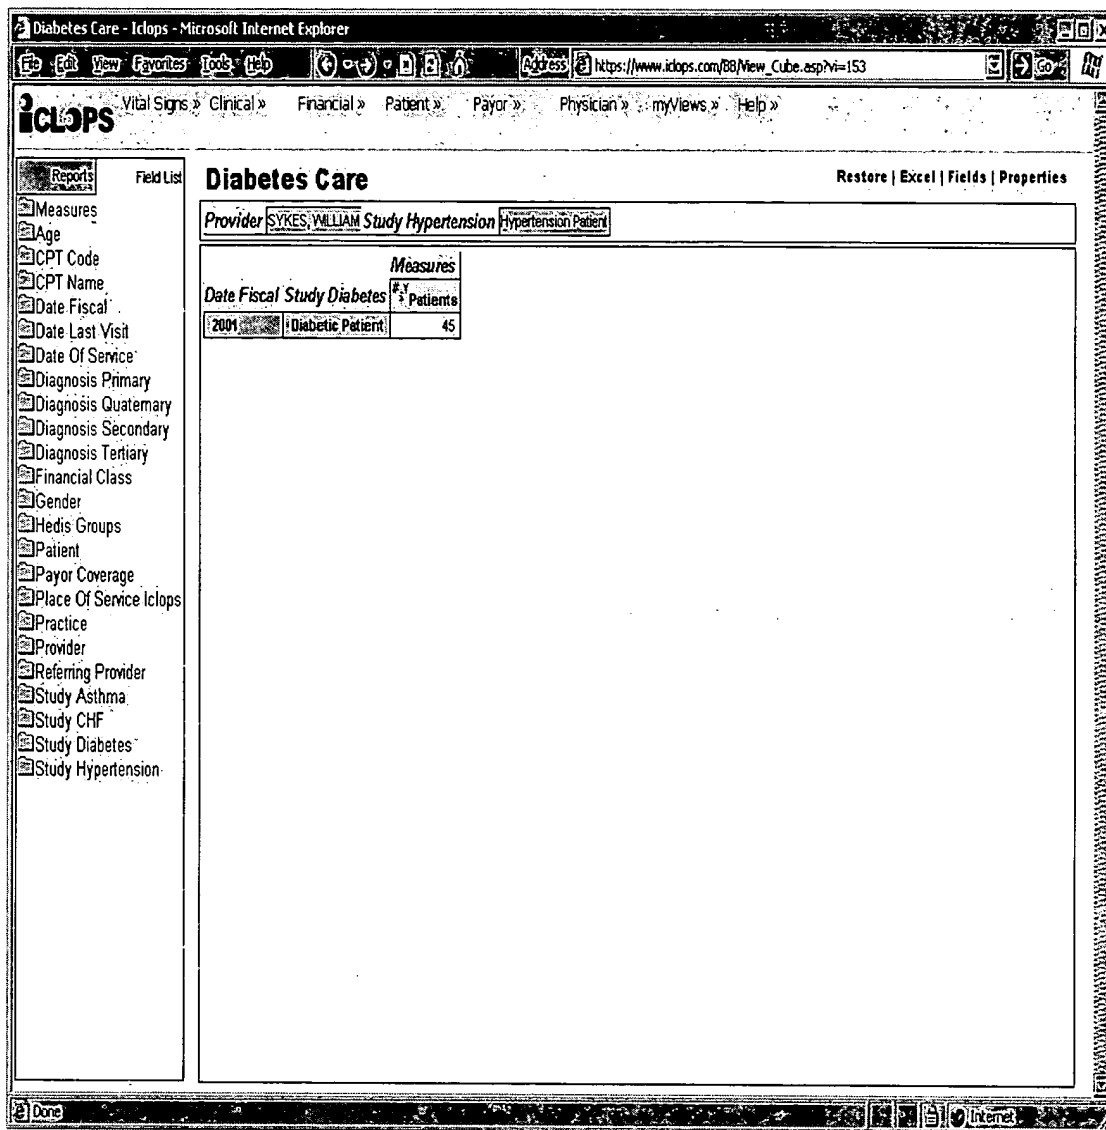 Diabetes Care - Iclops - Microsoft Internet Explorer
File Edit View Favorites Tools Help Address https://www.iclops.com/88/View_Cube.asp?vi=153 Go
ICLOPS Vital Signs » Clinical » Financial » Patient » Payor » Physician » myViews » Help »
Reports Field List
Diabetes Care Restore | Excel | Fields | Properties
Provider SYKES, WILLIAM Study Hypertension Hypertension Patient
Measures
Date Fiscal Study Diabetes Patients
2001 Diabetic Patient 45
Measures
Age
CPT Code
CPT Name
Date Fiscal
Date Last Visit
Date Of Service
Diagnosis Primary
Diagnosis Quaternary
Diagnosis Secondary
Diagnosis Tertiary
Financial Class
Gender
Hedis Groups
Patient
Payor Coverage
Place Of Service Iclops
Practice
Provider
Referring Provider
Study Asthma
Study CHF
Study Diabetes
Study Hypertension
Done Internet